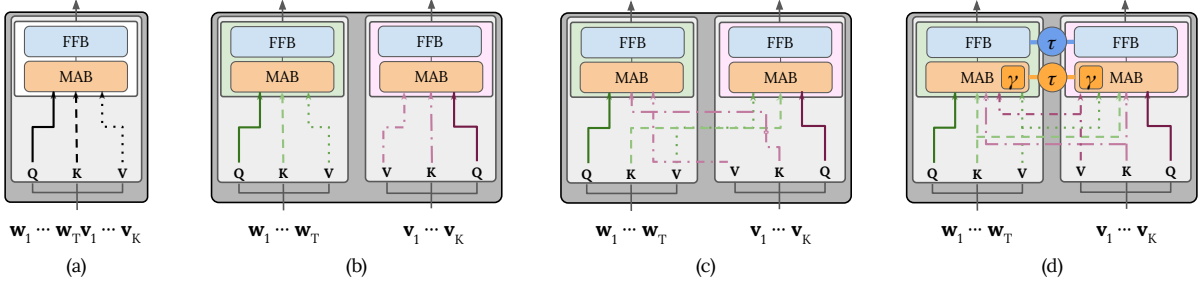 FFB
MAB
Q K V
w1 ··· wT v1 ··· vK
(a)
FFB FFB
MAB MAB
Q K V V K Q
w1 ··· wT v1 ··· vK
(b)
FFB FFB
MAB MAB
Q K V V K Q
w1 ··· wT v1 ··· vK
(c)
FFB τ FFB
MAB γ τ γ MAB
Q K V V K Q
w1 ··· wT v1 ··· vK
(d)